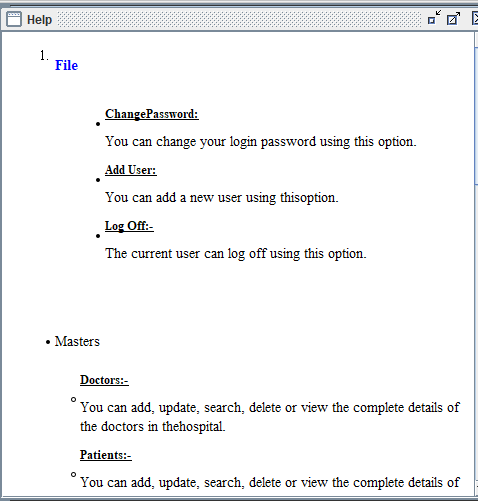 Help
1.
File
ChangePassword:
You can change your login password using this option.
Add User:
You can add a new user using thisoption.
Log Off:-
The current user can log off using this option.
Masters
Doctors:-
You can add, update, search, delete or view the complete details of
the doctors in thehospital.
Patients:-
You can add, update, search, delete or view the complete details of